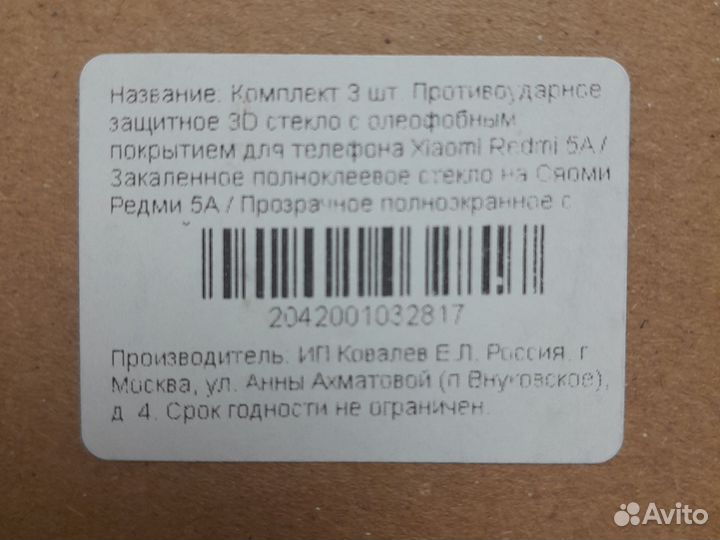 Название: Комплект 3 шт. Противоударное
защитное 3D стекло с олеофобным
покрытием для телефона Xiaomi Redmi 5A /
Закаленное полноклеевое стекло на Сяоми
Редми 5А / Прозрачное полноэкранное с
2042001032817
Производитель: ИП Ковалев Е.Л. Россия, г
Москва, ул. Анны Ахматовой (п Внуковское),
д. 4. Срок годности не ограничен.
Avito